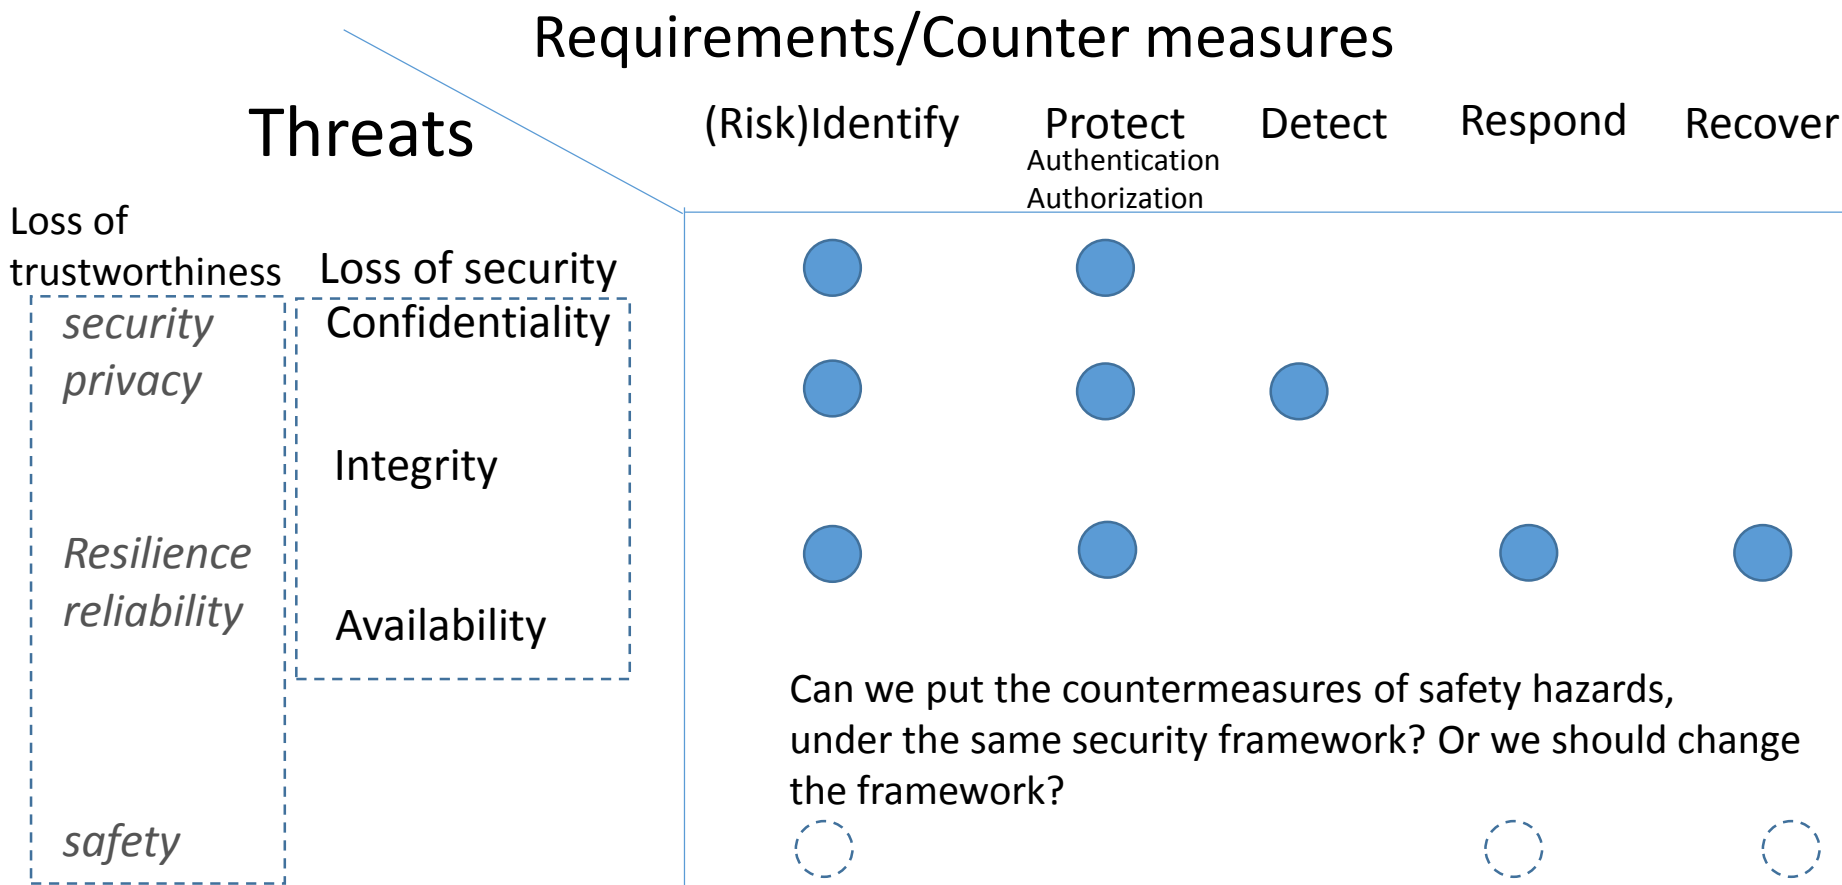 Requirements/Counter measures
Threats
(Risk)Identify
Protect
Authentication
Authorization
Detect
Respond
Recover
Loss of
trustworthiness
Loss of security
security
privacy
Confidentiality
Integrity
Resilience
reliability
Availability
Can we put the countermeasures of safety hazards,
under the same security framework? Or we should change
the framework?
safety